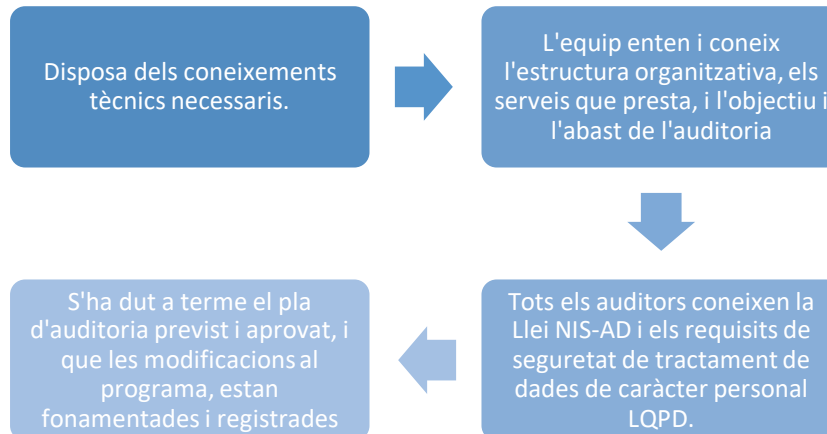 Disposa dels coneixements
tècnics necessaris.
L'equip enten i coneix
l'estructura organitzativa, els
serveis que presta, i l'objectiu i
l'abast de l'auditoria
Tots els auditors coneixen la
Llei NIS-AD i els requisits de
seguretat de tractament de
dades de caràcter personal
LQPD.
S'ha dut a terme el pla
d'auditoria previst i aprovat, i
que les modificacions al
programa, estan
fonamentades i registrades